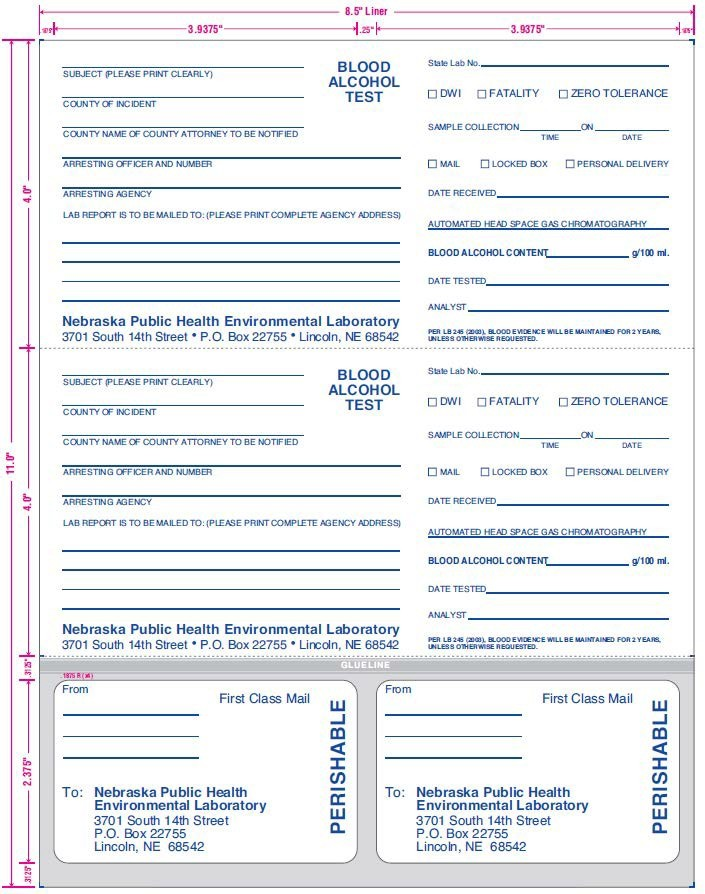 8.5" Liner
3.9375" .25" 3.9375"
BLOOD
ALCOHOL
TEST
SUBJECT (PLEASE PRINT CLEARLY)
COUNTY OF INCIDENT
COUNTY NAME OF COUNTY ATTORNEY TO BE NOTIFIED
ARRESTING OFFICER AND NUMBER
ARRESTING AGENCY
LAB REPORT IS TO BE MAILED TO: (PLEASE PRINT COMPLETE AGENCY ADDRESS)
Nebraska Public Health Environmental Laboratory
3701 South 14th Street • P.O. Box 22755 • Lincoln, NE 68542
State Lab No.
DWI FATALITY ZERO TOLERANCE
SAMPLE COLLECTION ON
TIME DATE
MAIL LOCKED BOX PERSONAL DELIVERY
DATE RECEIVED
AUTOMATED HEAD SPACE GAS CHROMATOGRAPHY
BLOOD ALCOHOL CONTENT g/100 ml.
DATE TESTED
ANALYST
PER LB 245 (2003), BLOOD EVIDENCE WILL BE MAINTAINED FOR 2 YEARS,
UNLESS OTHERWISE REQUESTED.
4.0"
11.0"
BLOOD
ALCOHOL
TEST
SUBJECT (PLEASE PRINT CLEARLY)
COUNTY OF INCIDENT
COUNTY NAME OF COUNTY ATTORNEY TO BE NOTIFIED
ARRESTING OFFICER AND NUMBER
ARRESTING AGENCY
LAB REPORT IS TO BE MAILED TO: (PLEASE PRINT COMPLETE AGENCY ADDRESS)
Nebraska Public Health Environmental Laboratory
3701 South 14th Street • P.O. Box 22755 • Lincoln, NE 68542
State Lab No.
DWI FATALITY ZERO TOLERANCE
SAMPLE COLLECTION ON
TIME DATE
MAIL LOCKED BOX PERSONAL DELIVERY
DATE RECEIVED
AUTOMATED HEAD SPACE GAS CHROMATOGRAPHY
BLOOD ALCOHOL CONTENT g/100 ml.
DATE TESTED
ANALYST
PER LB 245 (2003), BLOOD EVIDENCE WILL BE MAINTAINED FOR 2 YEARS,
UNLESS OTHERWISE REQUESTED.
4.0"
.3125"
GLUELINE
.1875 R (x4)
From
First Class Mail
PERISHABLE
To: Nebraska Public Health
Environmental Laboratory
3701 South 14th Street
P.O. Box 22755
Lincoln, NE 68542
From
First Class Mail
PERISHABLE
To: Nebraska Public Health
Environmental Laboratory
3701 South 14th Street
P.O. Box 22755
Lincoln, NE 68542
2.375"
.3125"